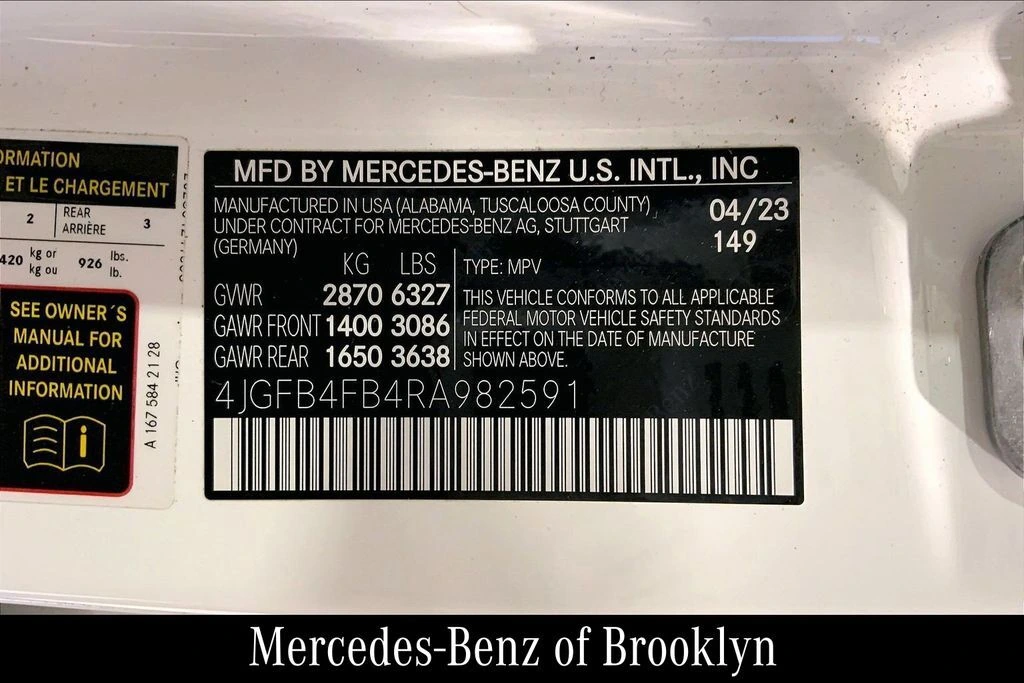 ORMATION
ET LE CHARGEMENT
2 REAR ARRIÈRE 3
420 kg or kg ou 926 lbs. lb.
SEE OWNER´S
MANUAL FOR
ADDITIONAL
INFORMATION
i
A 167 584 21 28
MFD BY MERCEDES-BENZ U.S. INTL., INC
MANUFACTURED IN USA (ALABAMA, TUSCALOOSA COUNTY)
UNDER CONTRACT FOR MERCEDES-BENZ AG, STUTTGART
(GERMANY)
04/23
149
KG LBS
GVWR 2870 6327
GAWR FRONT 1400 3086
GAWR REAR 1650 3638
TYPE: MPV
THIS VEHICLE CONFORMS TO ALL APPLICABLE
FEDERAL MOTOR VEHICLE SAFETY STANDARDS
IN EFFECT ON THE DATE OF MANUFACTURE
SHOWN ABOVE.
4JGFB4FB4RA982591
Mercedes-Benz of Brooklyn